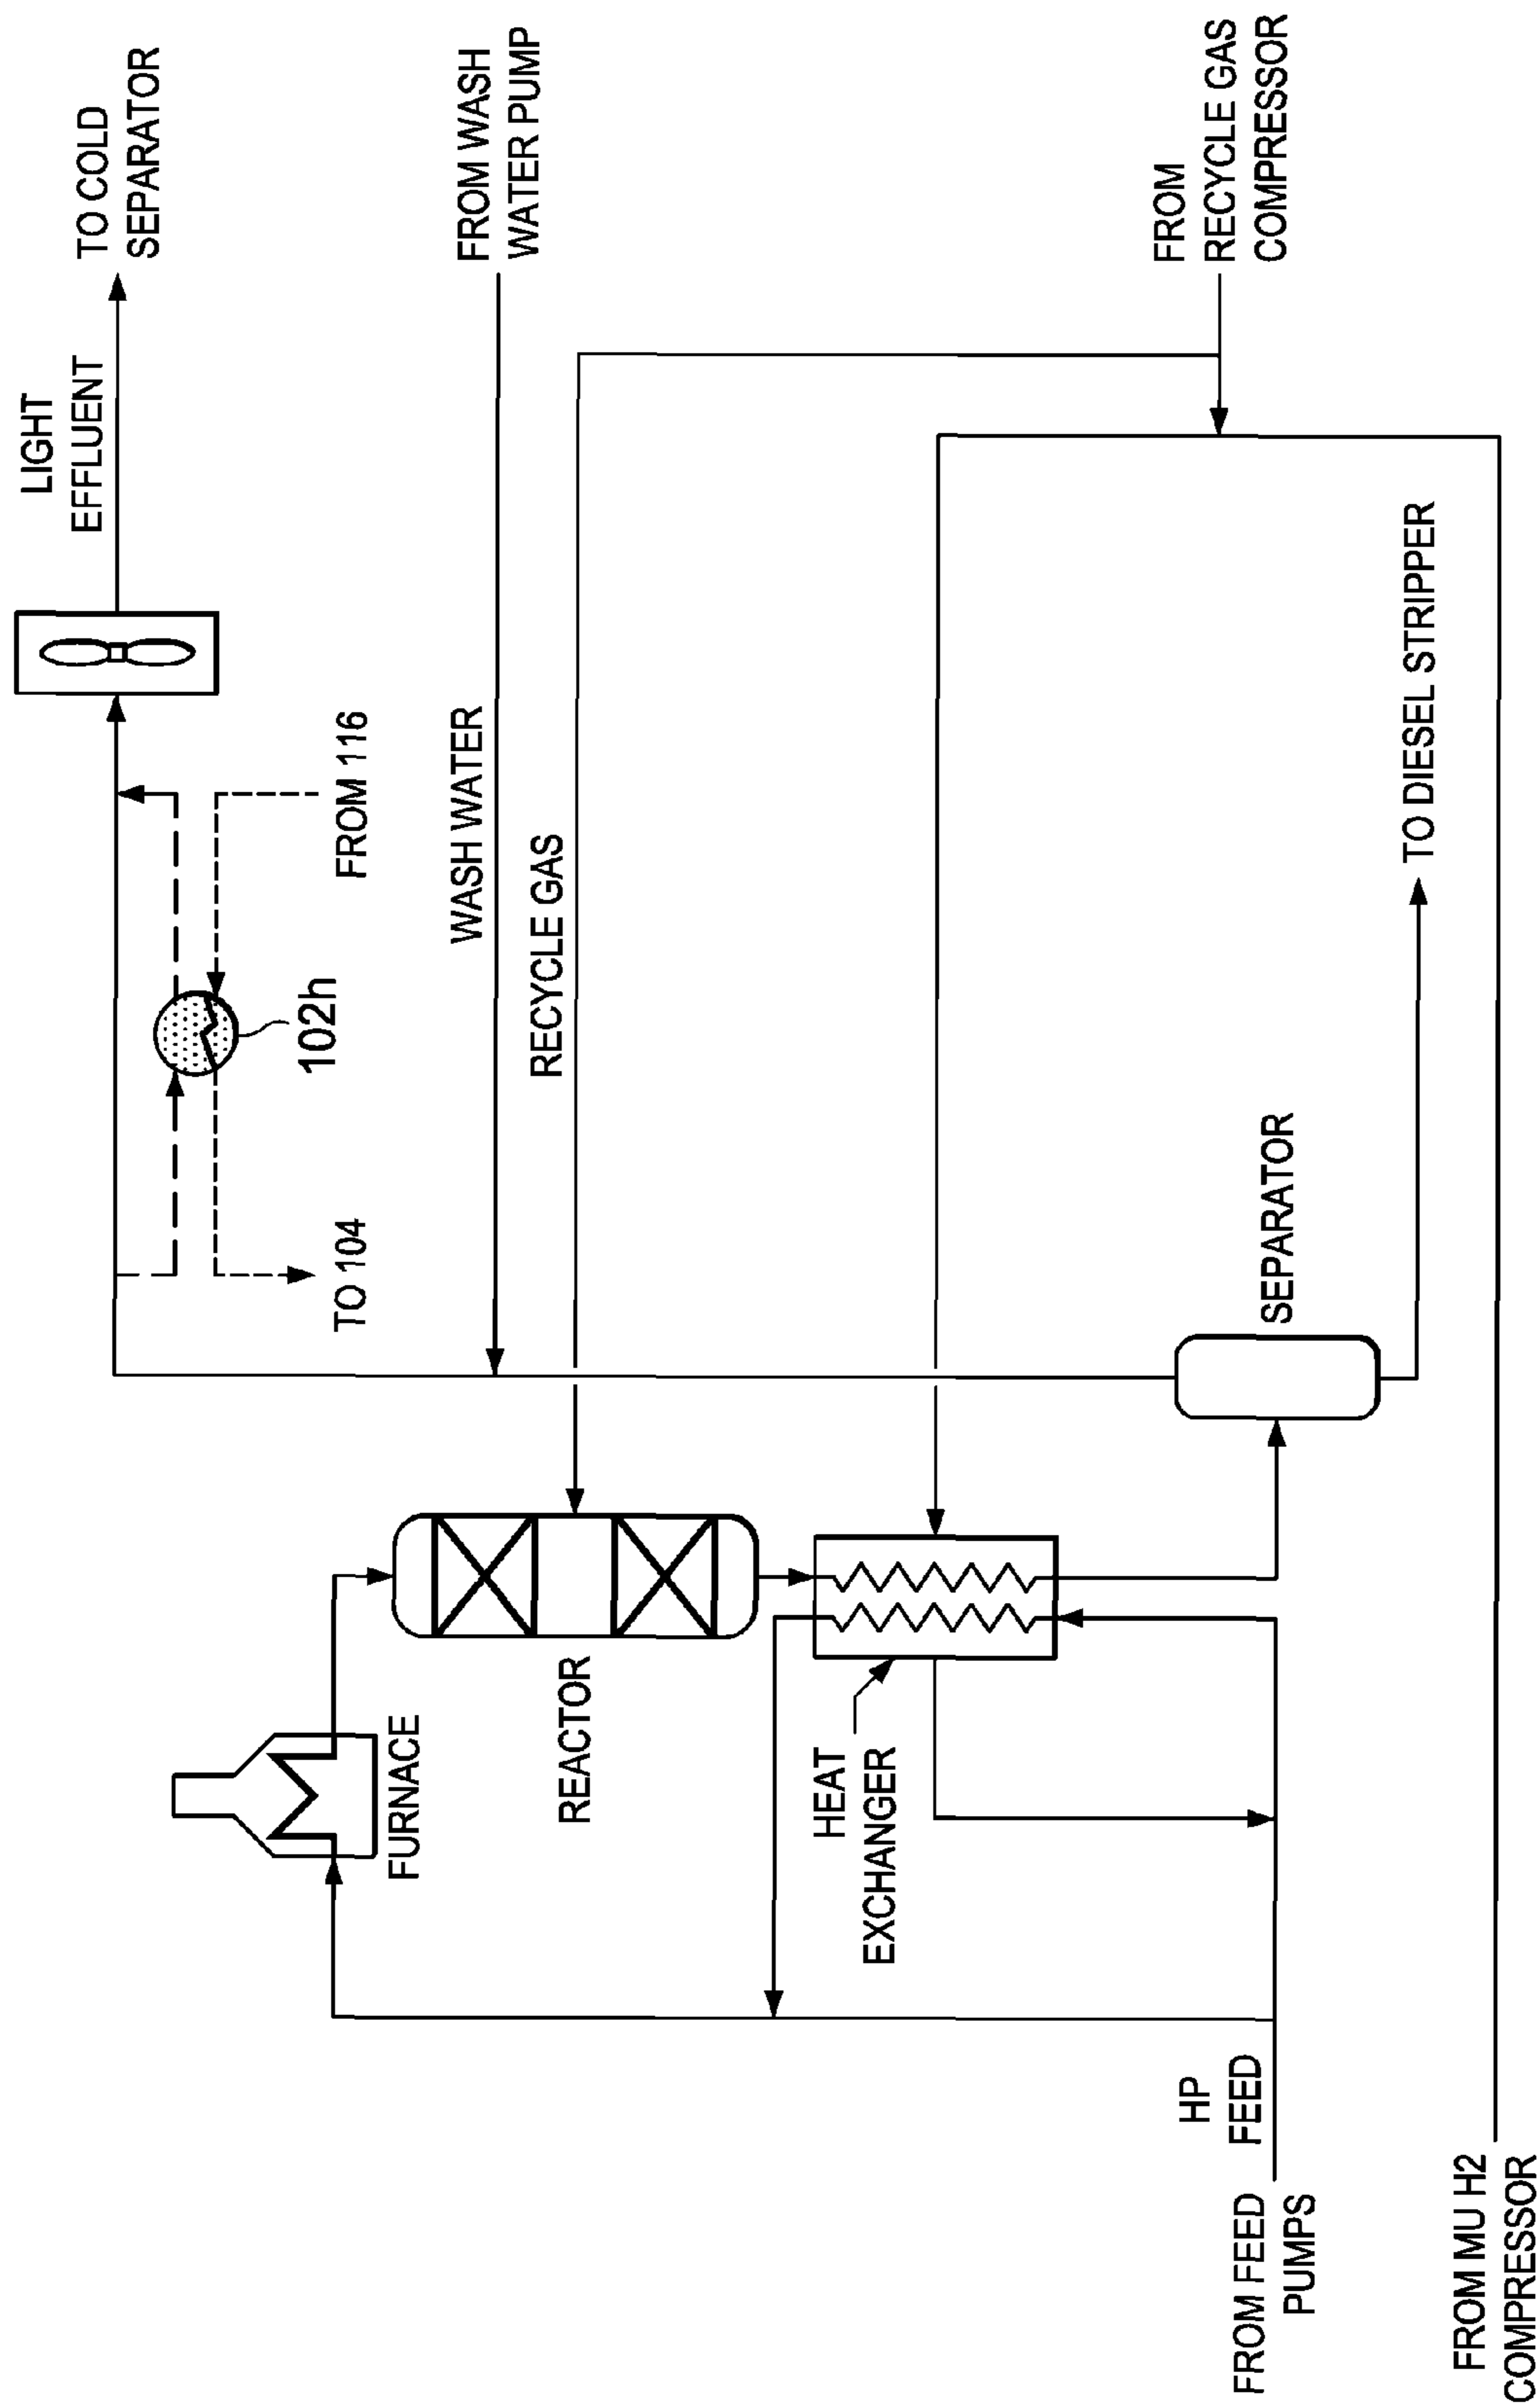 LIGHT
EFFLUENT
TO COLD
SEPARATOR
FROM 116
102h
TO 104
WASH WATER
FROM WASH
WATER PUMP
RECYCLE GAS
FROM
RECYCLE GAS
COMPRESSOR
FURNACE
REACTOR
HEAT
EXCHANGER
SEPARATOR
TO DIESEL STRIPPER
HP
FEED
FROM FEED
PUMPS
FROM MU H2
COMPRESSOR